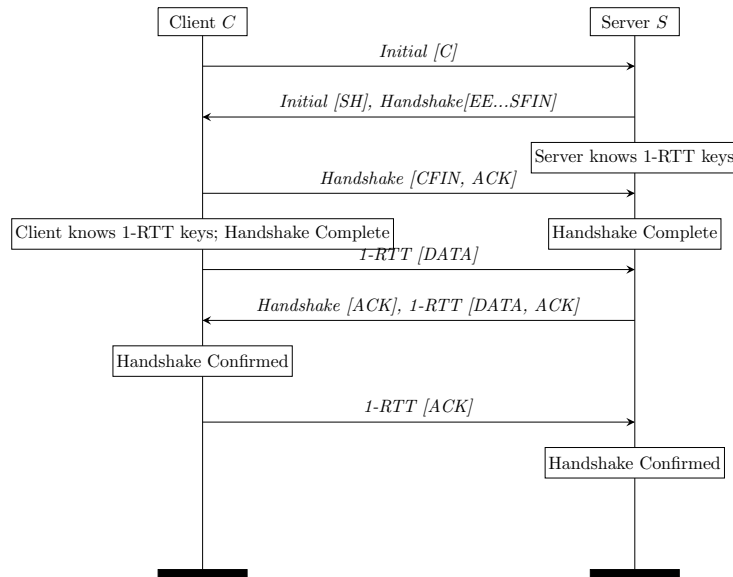 Client C
Server S
Initial [C]
Initial [SH], Handshake[EE...SFIN]
Server knows 1-RTT keys
Handshake [CFIN, ACK]
Client knows 1-RTT keys; Handshake Complete
Handshake Complete
1-RTT [DATA]
Handshake [ACK], 1-RTT [DATA, ACK]
Handshake Confirmed
1-RTT [ACK]
Handshake Confirmed